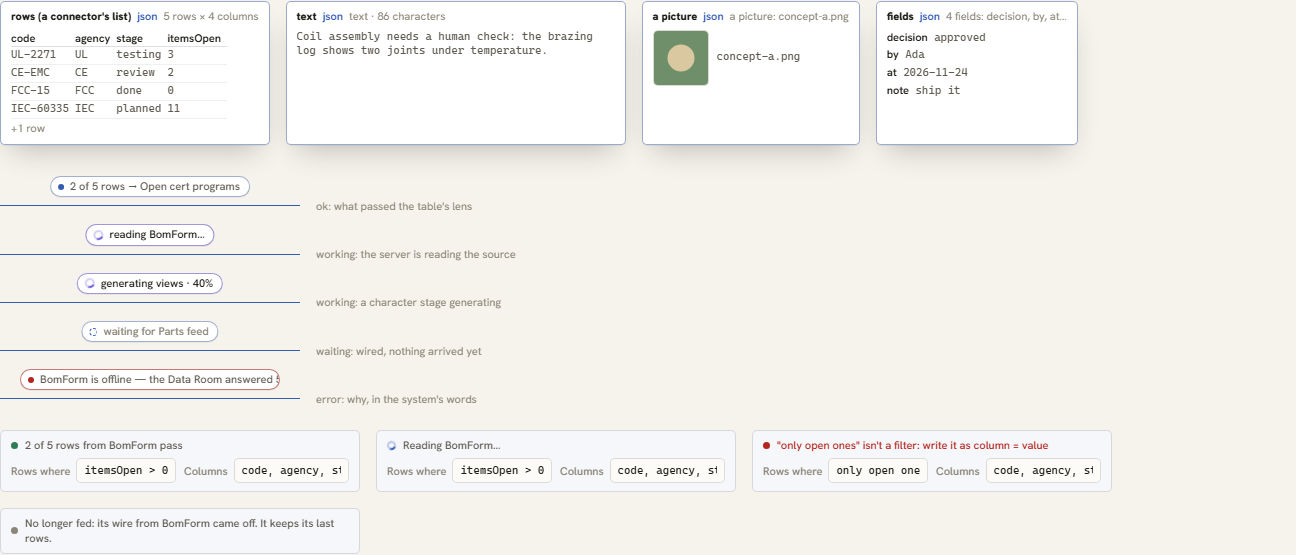 rows (a connector's list) json 5 rows × 4 columns
code agency stage itemsOpen
UL-2271 UL testing 3
CE-EMC CE review 2
FCC-15 FCC done 0
IEC-60335 IEC planned 11
+1 row
text json text · 86 characters
Coil assembly needs a human check: the brazing
log shows two joints under temperature.
a picture json a picture: concept-a.png
concept-a.png
fields json 4 fields: decision, by, at…
decision approved
by Ada
at 2026-11-24
note ship it
2 of 5 rows → Open cert programs
ok: what passed the table's lens
reading BomForm…
working: the server is reading the source
generating views · 40%
working: a character stage generating
waiting for Parts feed
waiting: wired, nothing arrived yet
BomForm is offline — the Data Room answered
error: why, in the system's words
2 of 5 rows from BomForm pass
Rows where itemsOpen > 0 Columns code, agency, st
Reading BomForm…
Rows where itemsOpen > 0 Columns code, agency, st
"only open ones" isn't a filter: write it as column = value
Rows where only open one Columns code, agency, st
No longer fed: its wire from BomForm came off. It keeps its last
rows.